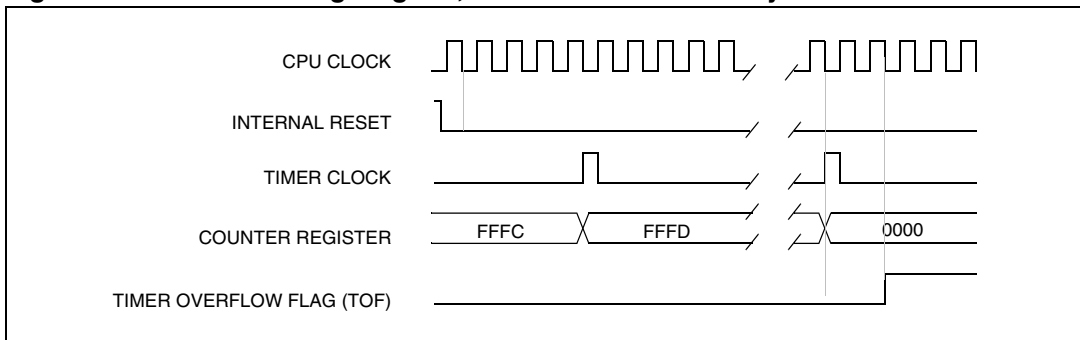 CPU CLOCK
INTERNAL RESET
TIMER CLOCK
COUNTER REGISTER FFFC FFFD 0000
TIMER OVERFLOW FLAG (TOF)